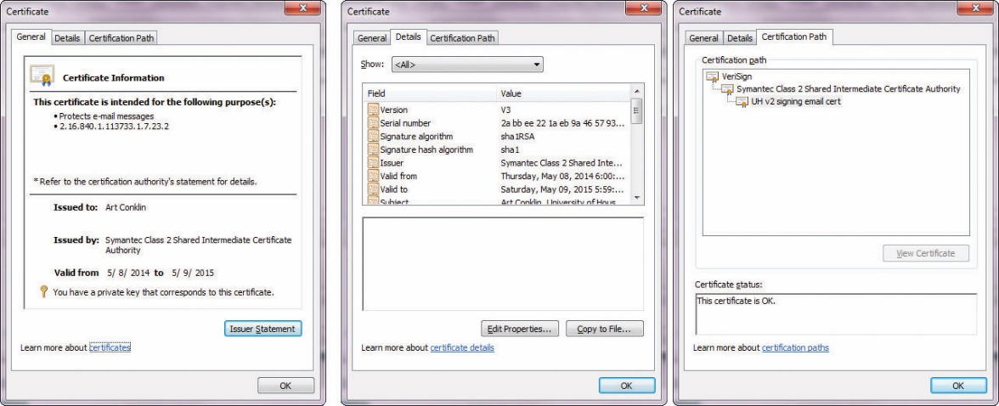 Certificate
General
Details
Certification Path
Certificate Information
This certificate is intended for the following purpose(s):
• Protects e-mail messages
• 2.16.840.1.113733.1.7.23.2
* Refer to the certification authority's statement for details.
Issued to: Art Conklin
Issued by: Symantec Class 2 Shared Intermediate Certificate
Authority
Valid from 5/ 8/ 2014 to 5/ 9/ 2015
You have a private key that corresponds to this certificate.
Issuer Statement
Learn more about certificates
OK
Certificate
General
Details
Certification Path
Show: <All>
Field Value
Version V3
Serial number 2a bb ee 22 1a eb 9a 46 57 93...
Signature algorithm sha1RSA
Signature hash algorithm sha1
Issuer Symantec Class 2 Shared Inte...
Valid from Thursday, May 08, 2014 6:00:...
Valid to Saturday, May 09, 2015 5:59:...
Subject Art Conklin, University of Hous
Edit Properties...
Copy to File...
Learn more about certificate details
OK
Certificate
General
Details
Certification Path
Certification path
VeriSign
Symantec Class 2 Shared Intermediate Certificate Authority
UH v2 signing email cert
View Certificate
Certificate status:
This certificate is OK.
Learn more about certification paths
OK